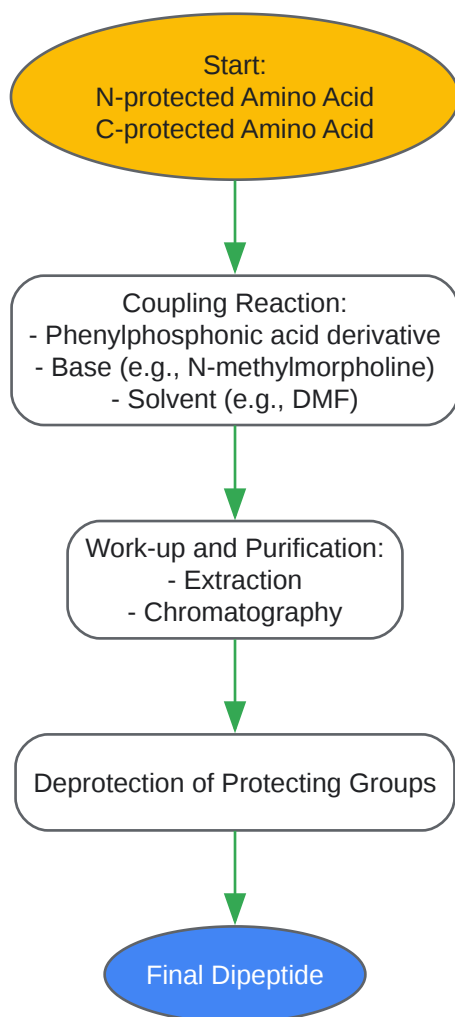 Start:
N-protected Amino Acid
C-protected Amino Acid
Coupling Reaction:
- Phenylphosphonic acid derivative
- Base (e.g., N-methylmorpholine)
- Solvent (e.g., DMF)
Work-up and Purification:
- Extraction
- Chromatography
Deprotection of Protecting Groups
Final Dipeptide